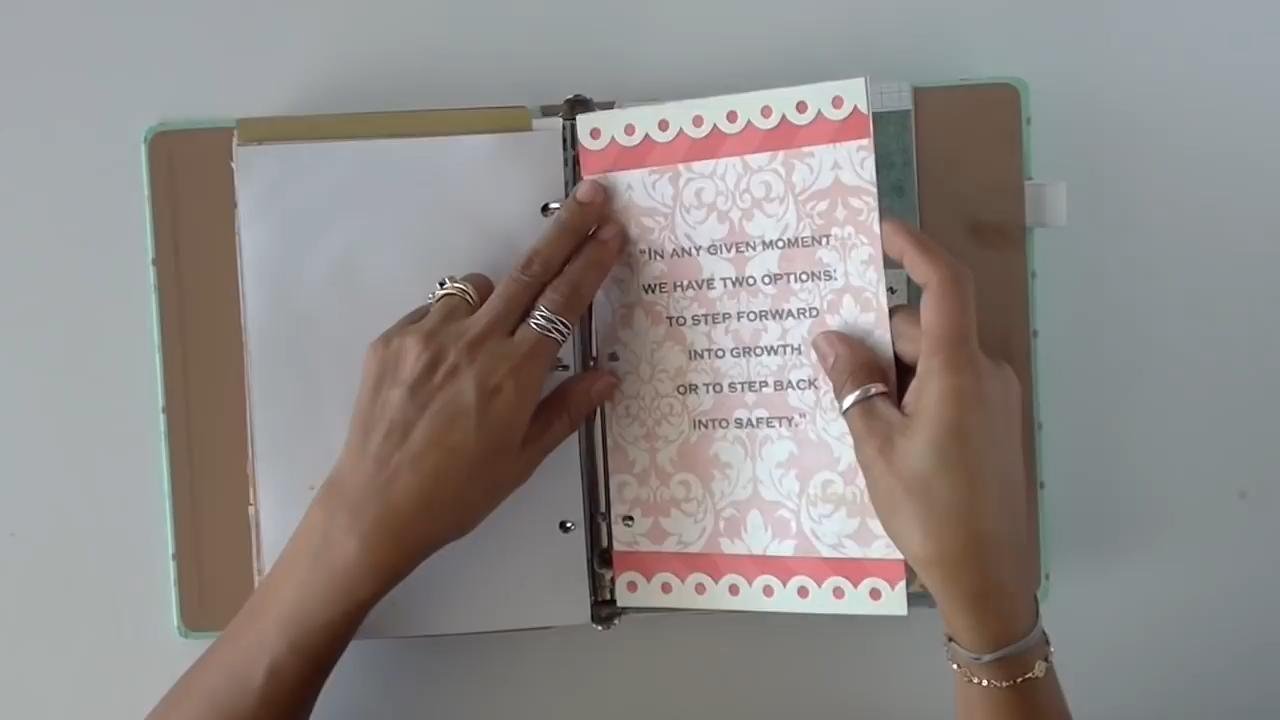 "IN ANY GIVEN MOMENT
WE HAVE TWO OPTIONS:
TO STEP FORWARD
INTO GROWTH
OR TO STEP BACK
INTO SAFETY."